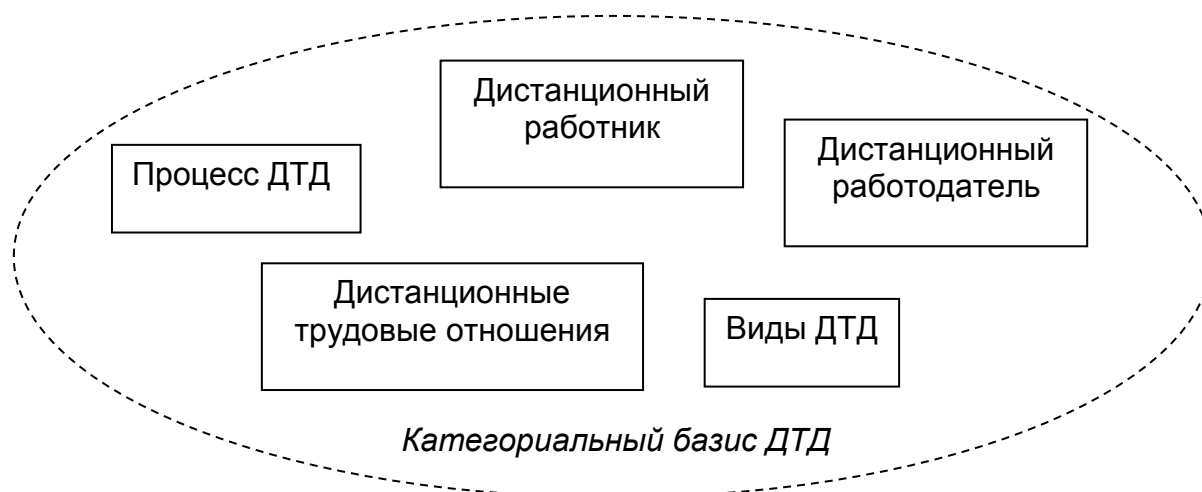 Дистанционный
работник
Дистанционный
работодатель
Процесс ДТД
Дистанционные
трудовые отношения
Виды ДТД
Категориальный базис ДТД